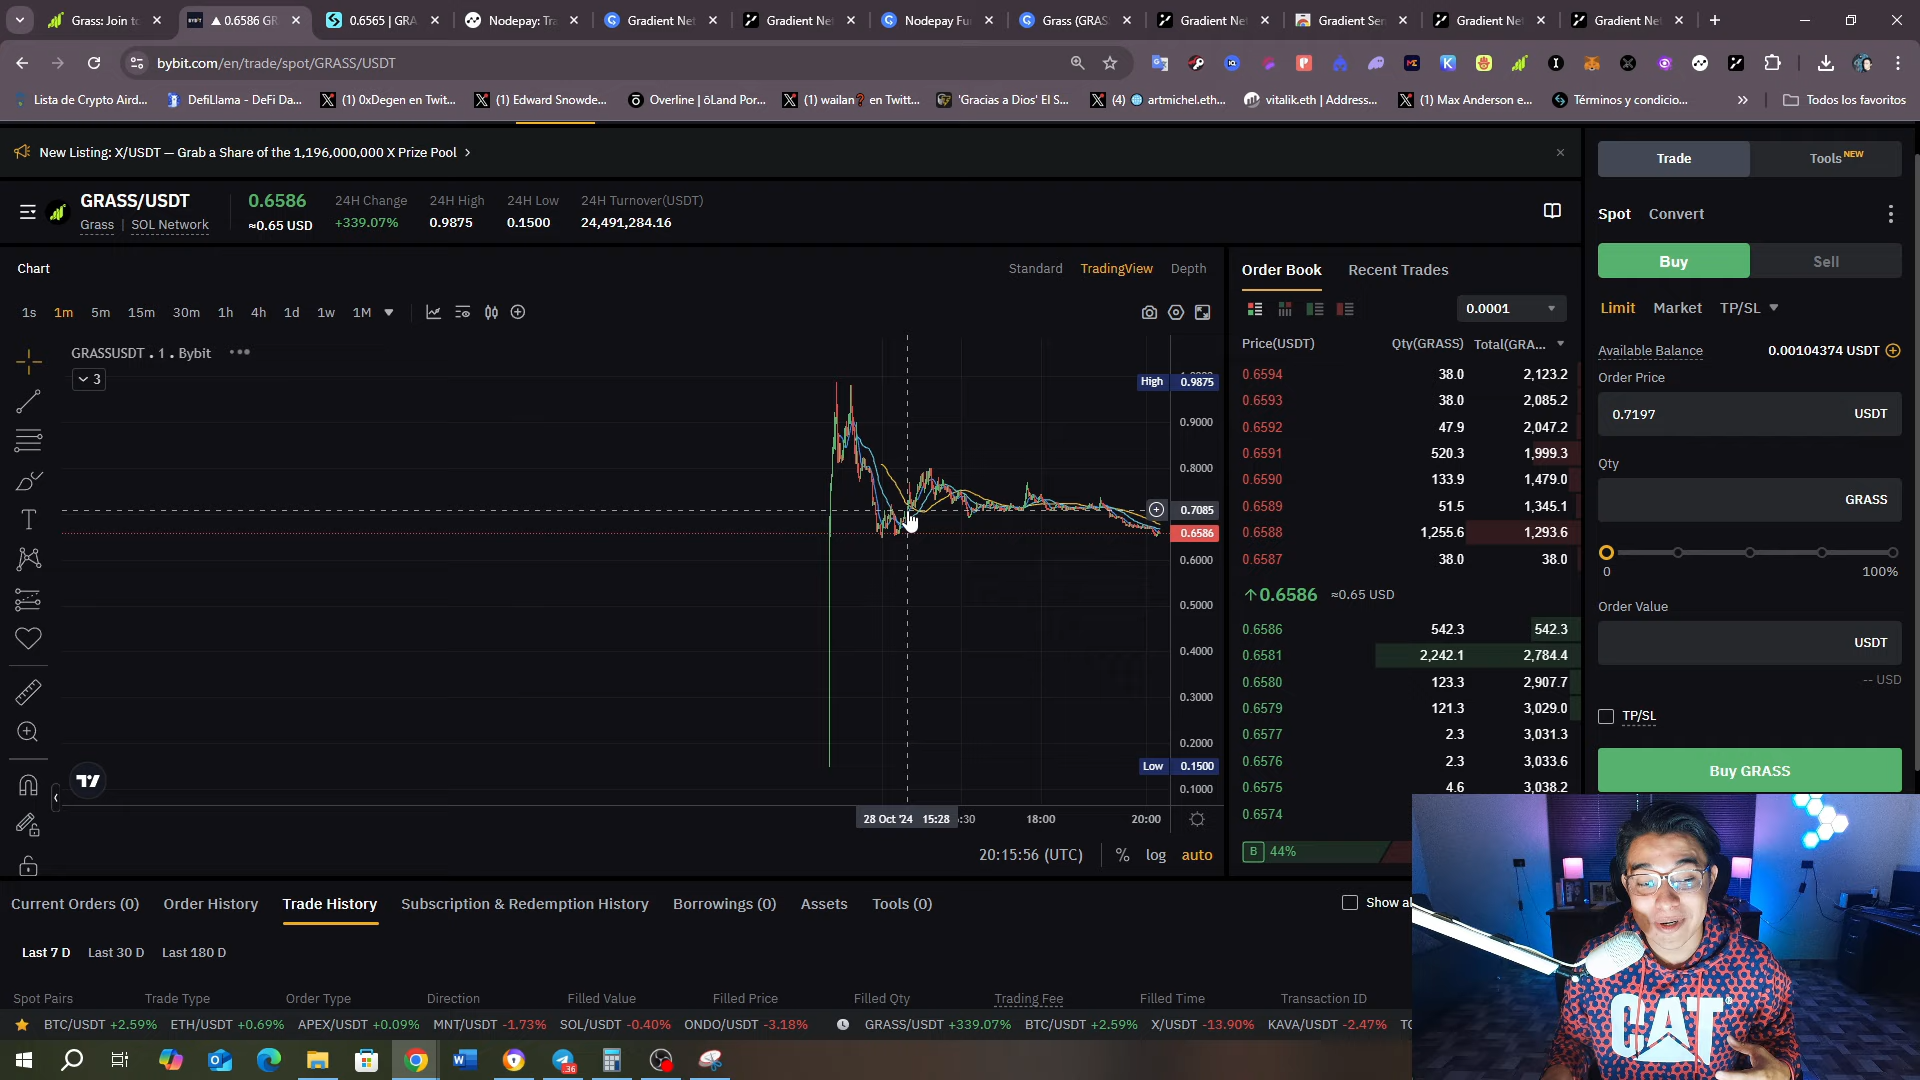 Grass: Join t
▲ 0.6586 GR
0.6565 | GRA
Nodepay: Tra
Gradient Net
Gradient Net
Nodepay Fu
Grass (GRAS
Gradient Net
Gradient Sen
Gradient Net
Gradient Net
bybit.com/en/trade/spot/GRASS/USDT
Lista de Crypto Aird...
DefiLlama - DeFi Da...
(1) 0xDegen en Twit...
(1) Edward Snowde...
Overline | ōLand Por...
(1) wailan❓ en Twitt...
'Gracias a Dios' El S...
(4) 🌐 artmichel.eth...
vitalik.eth | Address...
(1) Max Anderson e...
Términos y condicio...
»
Todos los favoritos
New Listing: X/USDT — Grab a Share of the 1,196,000,000 X Prize Pool >
GRASS/USDT
Grass | SOL Network
0.6586
≈0.65 USD
24H Change
+339.07%
24H High
0.9875
24H Low
0.1500
24H Turnover(USDT)
24,491,284.16
Chart
Standard TradingView Depth
1s 1m 5m 15m 30m 1h 4h 1d 1w 1M
GRASSUSDT . 1 . Bybit
3
High 0.9875
0.9000
0.8000
0.7085
0.6586
0.6000
0.5000
0.4000
0.3000
0.2000
Low 0.1500
0.1000
28 Oct '24 15:28 :30 18:00 20:00
20:15:56 (UTC) % log auto
Order Book Recent Trades
0.0001
Price(USDT) Qty(GRASS) Total(GRA...
0.6594 38.0 2,123.2
0.6593 38.0 2,085.2
0.6592 47.9 2,047.2
0.6591 520.3 1,999.3
0.6590 133.9 1,479.0
0.6589 51.5 1,345.1
0.6588 1,255.6 1,293.6
0.6587 38.0 38.0
↑0.6586 ≈0.65 USD
0.6586 542.3 542.3
0.6581 2,242.1 2,784.4
0.6580 123.3 2,907.7
0.6579 121.3 3,029.0
0.6577 2.3 3,031.3
0.6576 2.3 3,033.6
0.6575 4.6 3,038.2
0.6574
B 44%
Trade Tools NEW
Spot Convert
Buy Sell
Limit Market TP/SL
Available Balance 0.00104374 USDT
Order Price
0.7197 USDT
Qty
GRASS
0 100%
Order Value
USDT
-- USD
TP/SL
Buy GRASS
Current Orders (0) Order History Trade History Subscription & Redemption History Borrowings (0) Assets Tools (0)
Show al
Last 7 D Last 30 D Last 180 D
Spot Pairs Trade Type Order Type Direction Filled Value Filled Price Filled Qty Trading Fee Filled Time Transaction ID
BTC/USDT +2.59% ETH/USDT +0.69% APEX/USDT +0.09% MNT/USDT -1.73% SOL/USDT -0.40% ONDO/USDT -3.18% GRASS/USDT +339.07% BTC/USDT +2.59% X/USDT -13.90% KAVA/USDT -2.47%
CAT